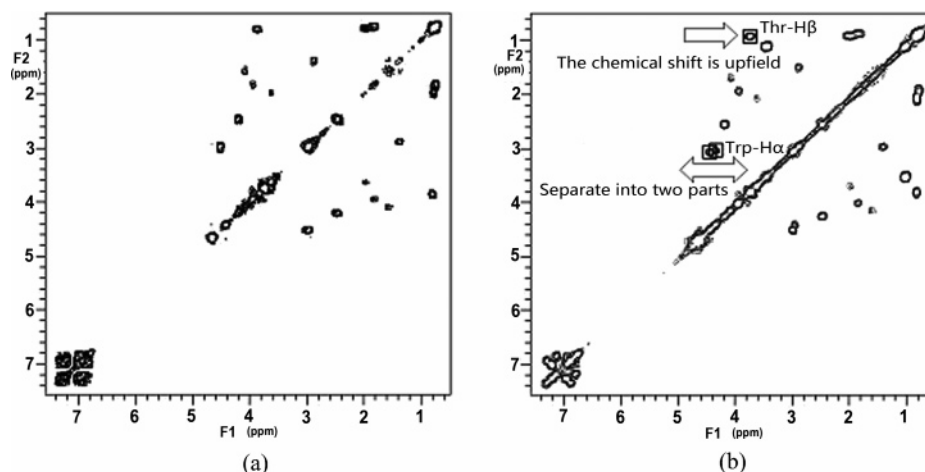 1
F2
(ppm)
2
3
4
5
6
7
7 6 5 4 3 2 1
F1 (ppm)
(a)
1
F2
(ppm)
2
3
4
5
6
7
Thr-Hβ
The chemical shift is upfield
Trp-Hα
Separate into two parts
7 6 5 4 3 2 1
F1 (ppm)
(b)